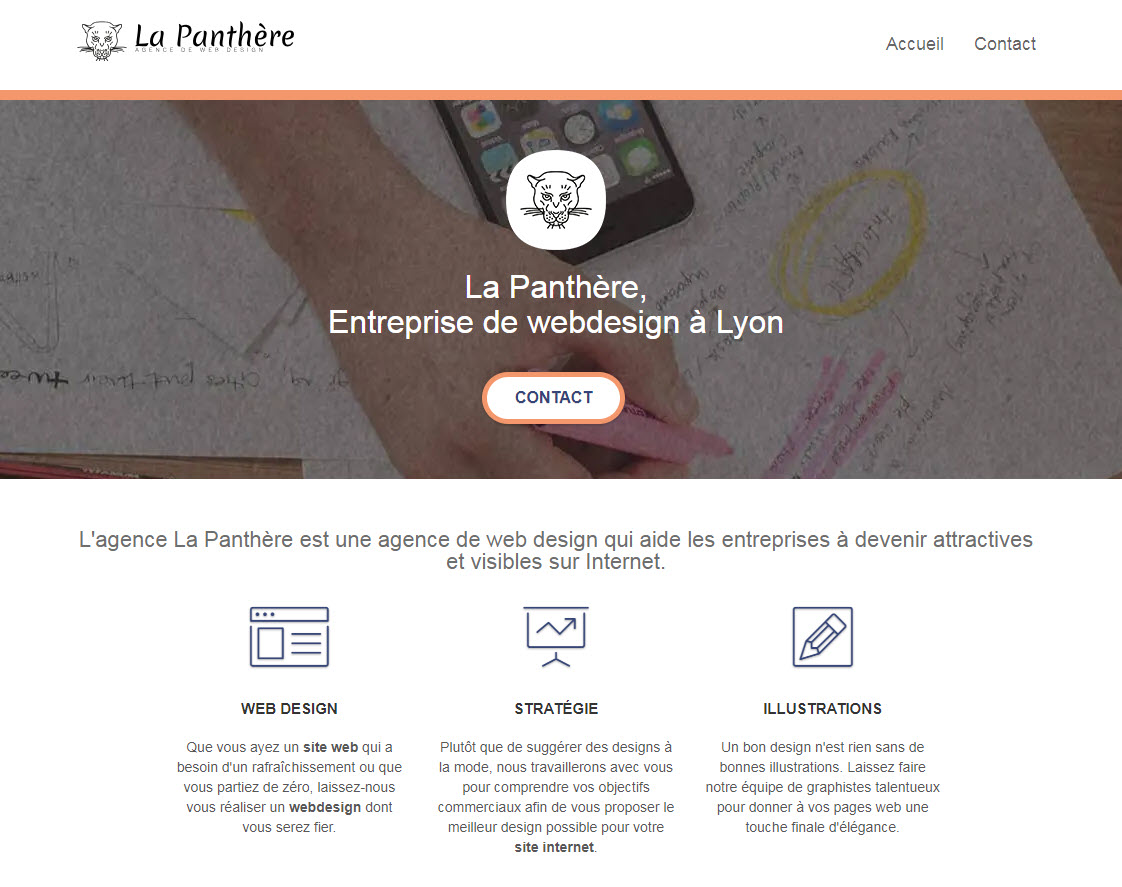 La Panthère
AGENCE DE WEB DESIGN
Accueil Contact
La Panthère,
Entreprise de webdesign à Lyon
CONTACT
L'agence La Panthère est une agence de web design qui aide les entreprises à devenir attractives
et visibles sur Internet.
WEB DESIGN
Que vous ayez un site web qui a
besoin d'un rafraîchissement ou que
vous partiez de zéro, laissez-nous
vous réaliser un webdesign dont
vous serez fier.
STRATÉGIE
Plutôt que de suggérer des designs à
la mode, nous travaillerons avec vous
pour comprendre vos objectifs
commerciaux afin de vous proposer le
meilleur design possible pour votre
site internet.
ILLUSTRATIONS
Un bon design n'est rien sans de
bonnes illustrations. Laissez faire
notre équipe de graphistes talentueux
pour donner à vos pages web une
touche finale d'élégance.